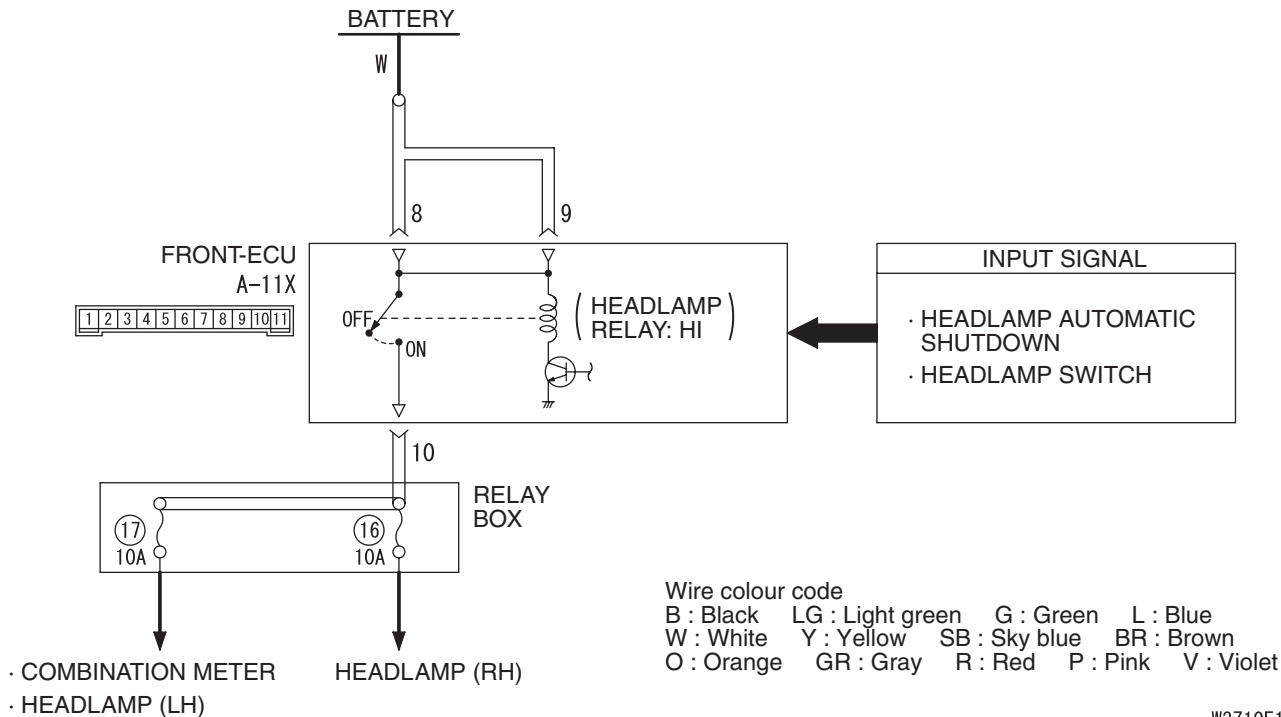 BATTERY
W
8
9
FRONT-ECU
A-11X
1 2 3 4 5 6 7 8 9 10 11
OFF
ON
(HEADLAMP
RELAY: HI)
INPUT SIGNAL
· HEADLAMP AUTOMATIC
SHUTDOWN
· HEADLAMP SWITCH
10
RELAY
BOX
17
10A
16
10A
· COMBINATION METER
· HEADLAMP (LH)
HEADLAMP (RH)
Wire colour code
B : Black LG : Light green G : Green L : Blue
W : White Y : Yellow SB : Sky blue BR : Brown
O : Orange GR : Gray R : Red P : Pink V : Violet